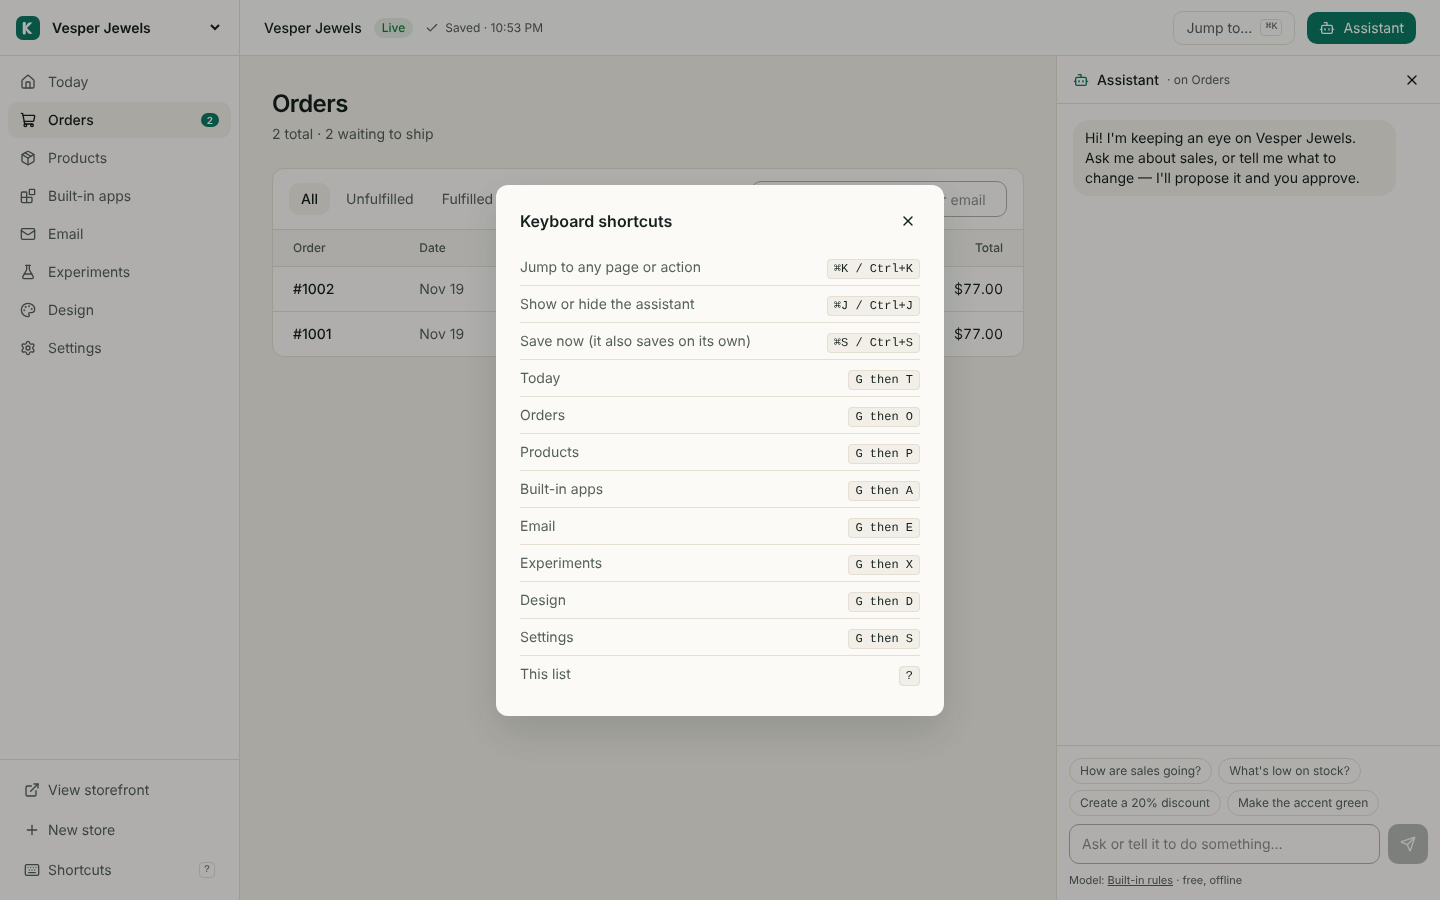 Vesper Jewels
Vesper Jewels Live Saved · 10:53 PM
Jump to... ⌘K
Assistant
Today
Orders 2
Products
Built-in apps
Email
Experiments
Design
Settings
View storefront
New store
Shortcuts ?
Orders
2 total · 2 waiting to ship
All Unfulfilled Fulfilled email
Order Date Total
#1002 Nov 19 $77.00
#1001 Nov 19 $77.00
Keyboard shortcuts
Jump to any page or action ⌘K / Ctrl+K
Show or hide the assistant ⌘J / Ctrl+J
Save now (it also saves on its own) ⌘S / Ctrl+S
Today G then T
Orders G then O
Products G then P
Built-in apps G then A
Email G then E
Experiments G then X
Design G then D
Settings G then S
This list ?
Assistant · on Orders
Hi! I'm keeping an eye on Vesper Jewels.
Ask me about sales, or tell me what to
change — I'll propose it and you approve.
How are sales going? What's low on stock?
Create a 20% discount Make the accent green
Ask or tell it to do something...
Model: Built-in rules · free, offline